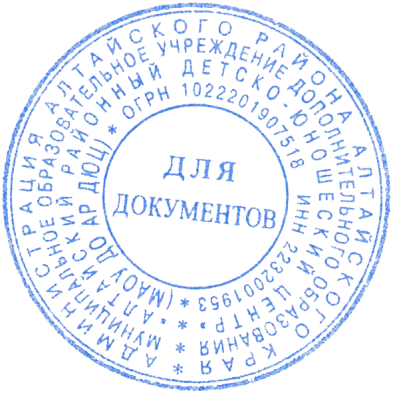 * АДМИНИСТРАЦИЯ АЛТАЙСКОГО РАЙОНА АЛТАЙСКОГО КРАЯ
* МУНИЦИПАЛЬНОЕ ОБРАЗОВАТЕЛЬНОЕ УЧРЕЖДЕНИЕ ДОПОЛНИТЕЛЬНОГО ОБРАЗОВАНИЯ
* "АЛТАЙСКИЙ РАЙОННЫЙ ДЕТСКО-ЮНОШЕСКИЙ ЦЕНТР"
* (МАОУ ДО АР ДЮЦ) * ОГРН 1022201907518 ИНН 2232001953
ДЛЯ
ДОКУМЕНТОВ